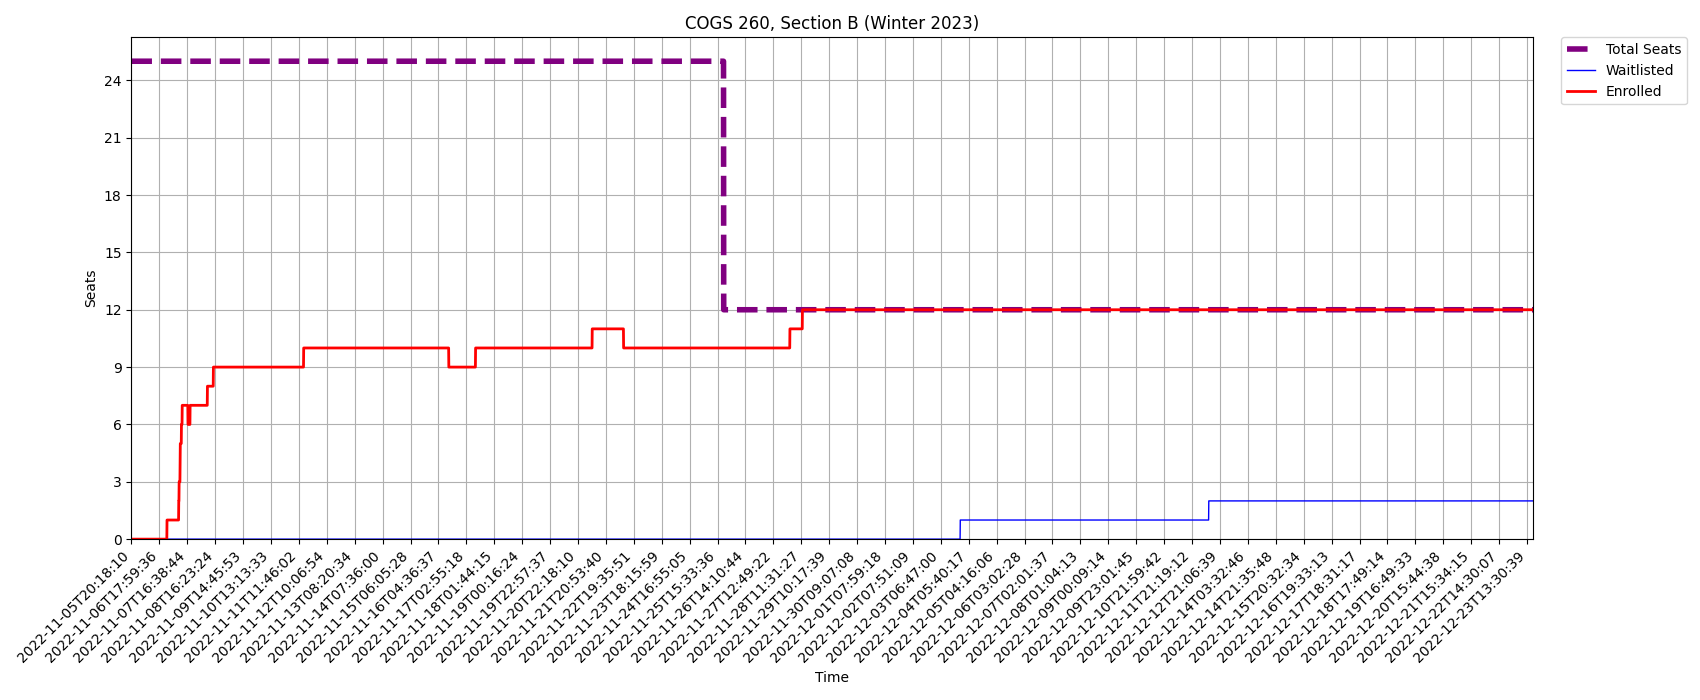 COGS 260, Section B (Winter 2023)
Total Seats
Waitlisted
Enrolled
24
21
18
15
12
9
6
3
0
Seats
2022-11-05T20:18:10
2022-11-06T17:59:36
2022-11-07T16:38:44
2022-11-08T16:23:24
2022-11-09T14:45:53
2022-11-10T13:13:33
2022-11-11T11:46:02
2022-11-12T10:06:54
2022-11-13T08:20:34
2022-11-14T07:36:00
2022-11-15T06:05:28
2022-11-16T04:36:37
2022-11-17T02:55:18
2022-11-18T01:44:15
2022-11-19T00:16:24
2022-11-19T22:57:37
2022-11-20T22:18:10
2022-11-21T20:53:40
2022-11-22T19:35:51
2022-11-23T18:15:59
2022-11-24T16:55:05
2022-11-25T15:33:36
2022-11-26T14:10:44
2022-11-27T12:49:22
2022-11-28T11:31:27
2022-11-29T10:17:39
2022-11-30T09:07:08
2022-12-01T07:59:18
2022-12-02T07:51:09
2022-12-03T06:47:00
2022-12-04T05:40:17
2022-12-05T04:16:06
2022-12-06T03:02:28
2022-12-07T02:01:37
2022-12-08T01:04:13
2022-12-09T00:09:14
2022-12-09T23:01:45
2022-12-10T21:59:42
2022-12-11T21:19:12
2022-12-12T21:06:39
2022-12-14T03:32:46
2022-12-14T21:35:48
2022-12-15T20:32:34
2022-12-16T19:33:13
2022-12-17T18:31:17
2022-12-18T17:49:14
2022-12-19T16:49:33
2022-12-20T15:44:38
2022-12-21T15:34:15
2022-12-22T14:30:07
2022-12-23T13:30:39
Time